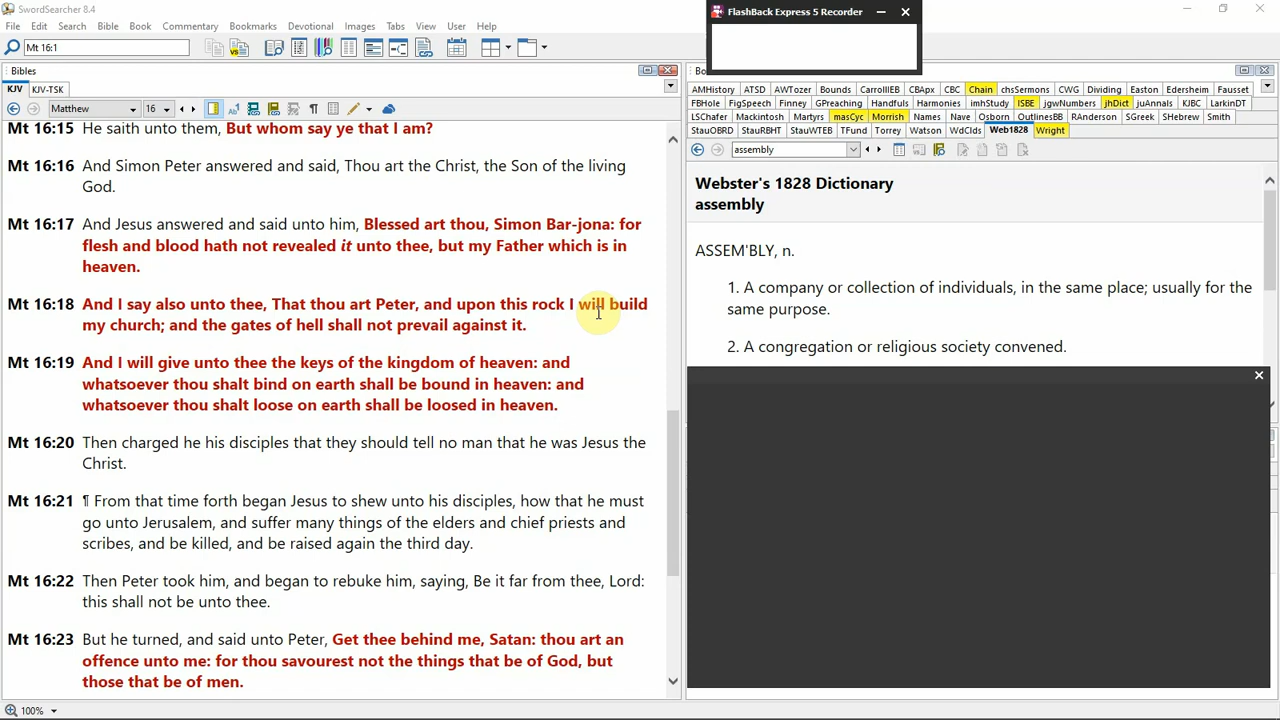 SwordSearcher 8.4
File Edit Search Bible Book Commentary Bookmarks Devotional Images Tabs View User Help
Mt 16:1
FlashBack Express 5 Recorder
Bibles
KJV KJV-TSK
Matthew 16
Mt 16:15 He saith unto them, But whom say ye that I am?
Mt 16:16 And Simon Peter answered and said, Thou art the Christ, the Son of the living
God.
Mt 16:17 And Jesus answered and said unto him, Blessed art thou, Simon Bar-jona: for
flesh and blood hath not revealed it unto thee, but my Father which is in
heaven.
Mt 16:18 And I say also unto thee, That thou art Peter, and upon this rock I will build
my church; and the gates of hell shall not prevail against it.
Mt 16:19 And I will give unto thee the keys of the kingdom of heaven: and
whatsoever thou shalt bind on earth shall be bound in heaven: and
whatsoever thou shalt loose on earth shall be loosed in heaven.
Mt 16:20 Then charged he his disciples that they should tell no man that he was Jesus the
Christ.
Mt 16:21 ¶ From that time forth began Jesus to shew unto his disciples, how that he must
go unto Jerusalem, and suffer many things of the elders and chief priests and
scribes, and be killed, and be raised again the third day.
Mt 16:22 Then Peter took him, and began to rebuke him, saying, Be it far from thee, Lord:
this shall not be unto thee.
Mt 16:23 But he turned, and said unto Peter, Get thee behind me, Satan: thou art an
offence unto me: for thou savourest not the things that be of God, but
those that be of men.
100%
AMHistory ATSD AWTozer Bounds CarrollIEB CBApx CBC Chain chsSermons CWG Dividing Easton Edersheim Fausset
FBHole FigSpeech Finney GPreaching Handfuls Harmonies imhStudy ISBE jgwNumbers jhDict juAnnals KJBC LarkinDT
LSChafer Mackintosh Martyrs masCyc Morrish Names Nave Osborn OutlinesBB RAnderson SGreek SHebrew Smith
StauOBRD StauRBHT StauWTEB TFund Torrey Watson WdClds Web1828 Wright
assembly
Webster's 1828 Dictionary
assembly
ASSEM'BLY, n.
1. A company or collection of individuals, in the same place; usually for the
same purpose.
2. A congregation or religious society convened.